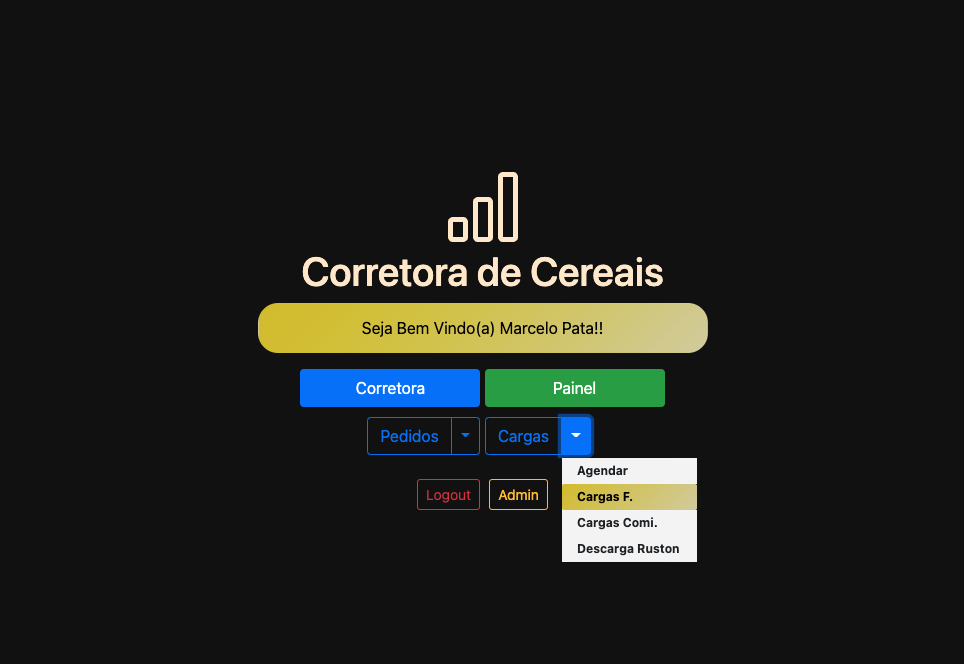 Corretora de Cereais
Seja Bem Vindo(a) Marcelo Pata!!
Corretora
Painel
Pedidos
Cargas
Logout
Admin
Agendar
Cargas F.
Cargas Comi.
Descarga Ruston